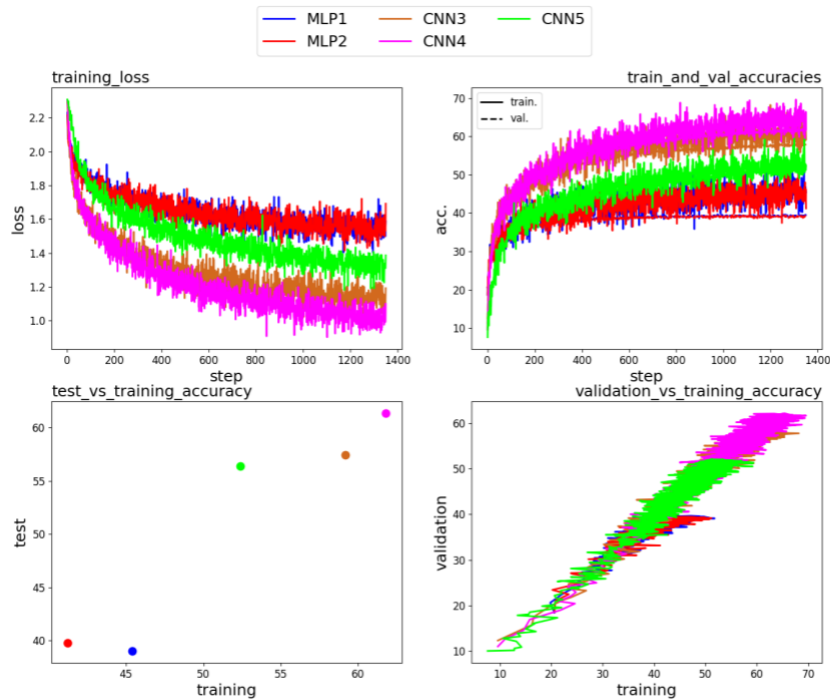 MLP1 CNN3 CNN5
MLP2 CNN4
training_loss
2.2
2.0
1.8
1.6
1.4
1.2
1.0
loss
0 200 400 600 800 1000 1200 1400
step
train_and_val_accuracies
train.
val.
70
60
50
40
30
20
10
acc.
0 200 400 600 800 1000 1200 1400
step
test_vs_training_accuracy
60
55
50
45
40
test
45 50 55 60
training
validation_vs_training_accuracy
60
50
40
30
20
10
validation
10 20 30 40 50 60 70
training